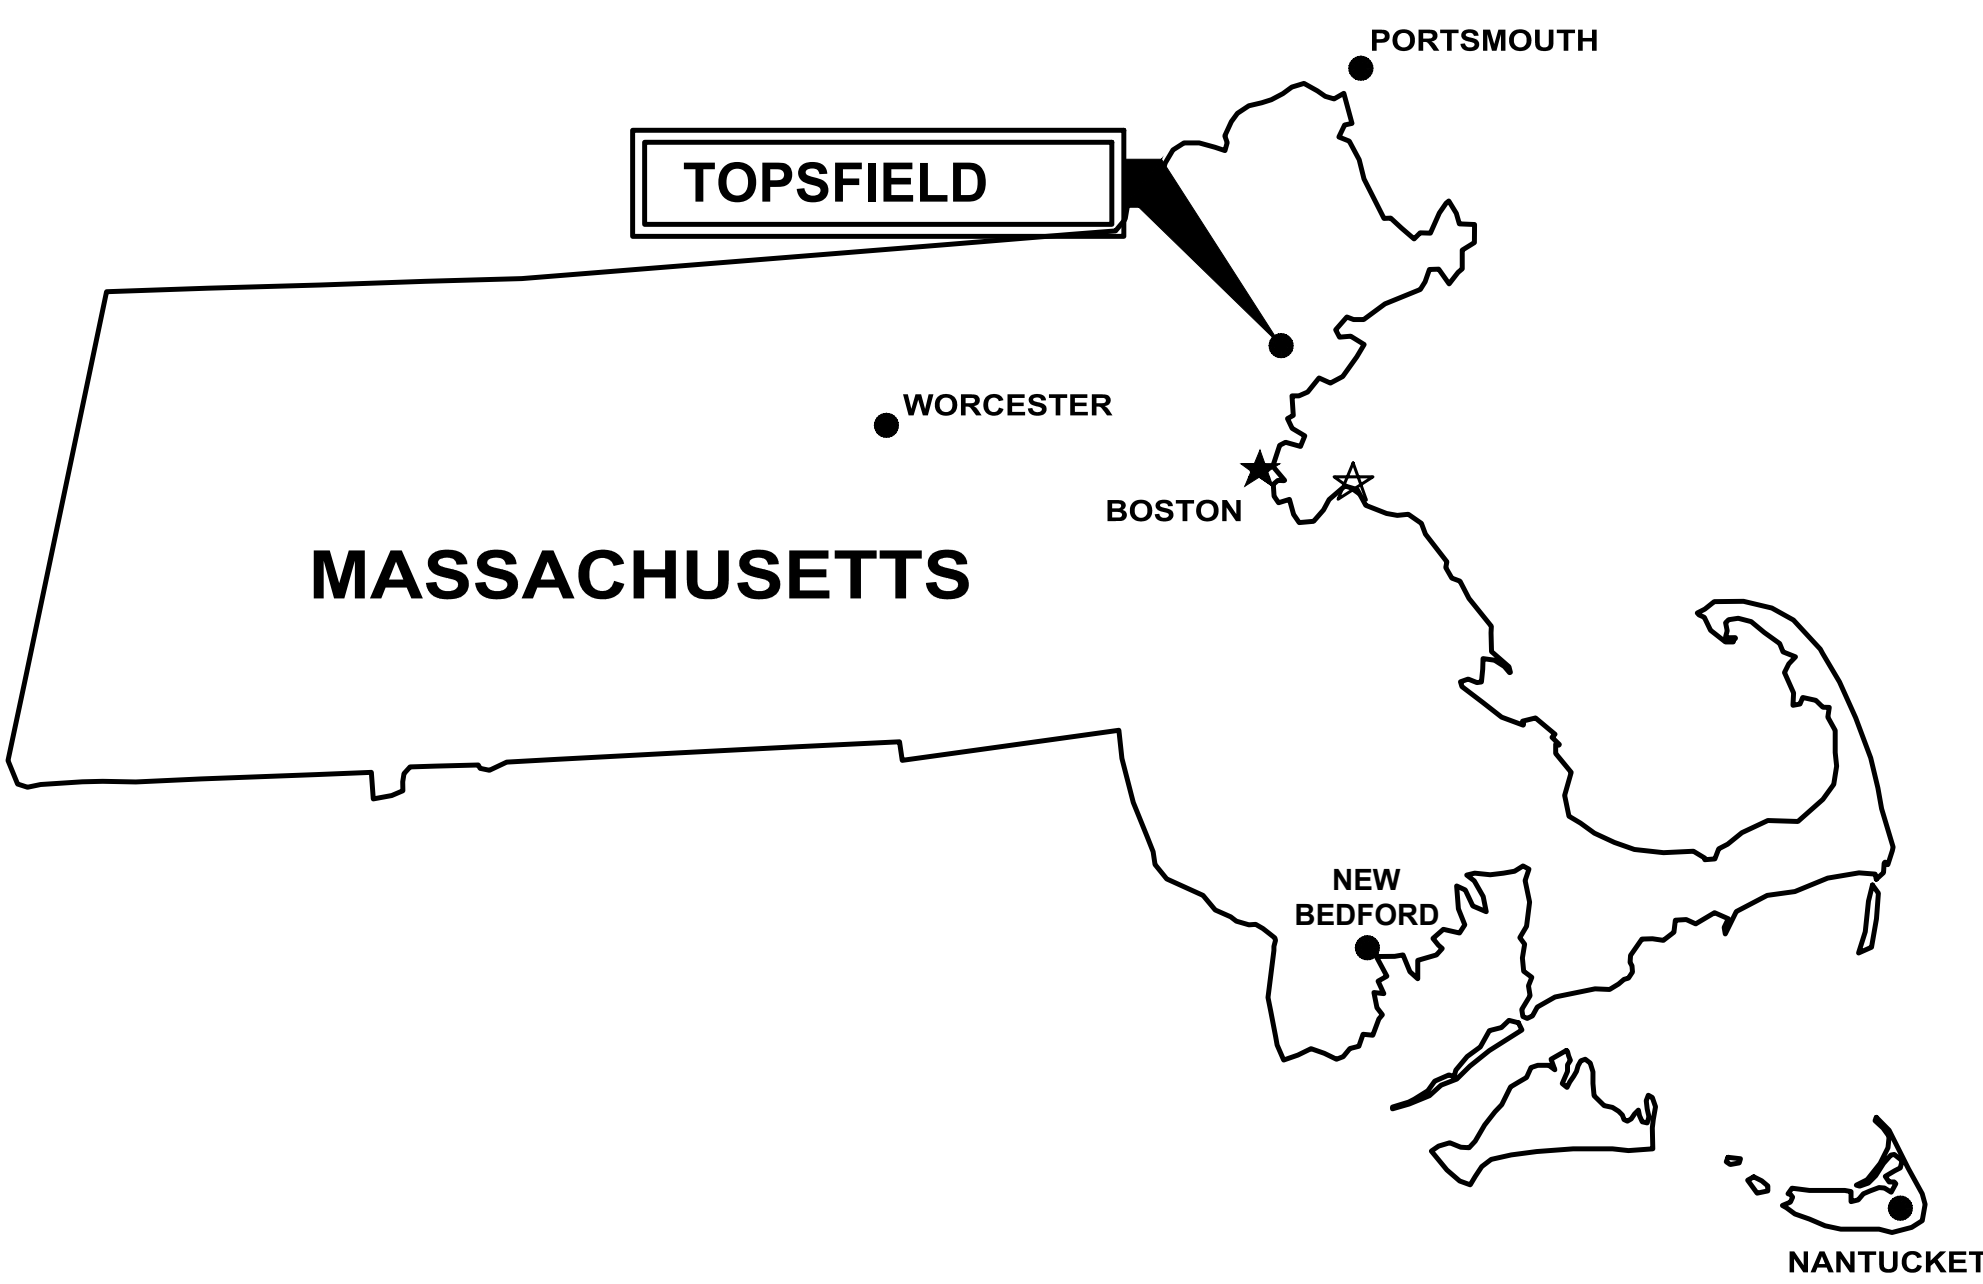 PORTSMOUTH
TOPSFIELD
WORCESTER
BOSTON
MASSACHUSETTS
NEW
BEDFORD
NANTUCKET